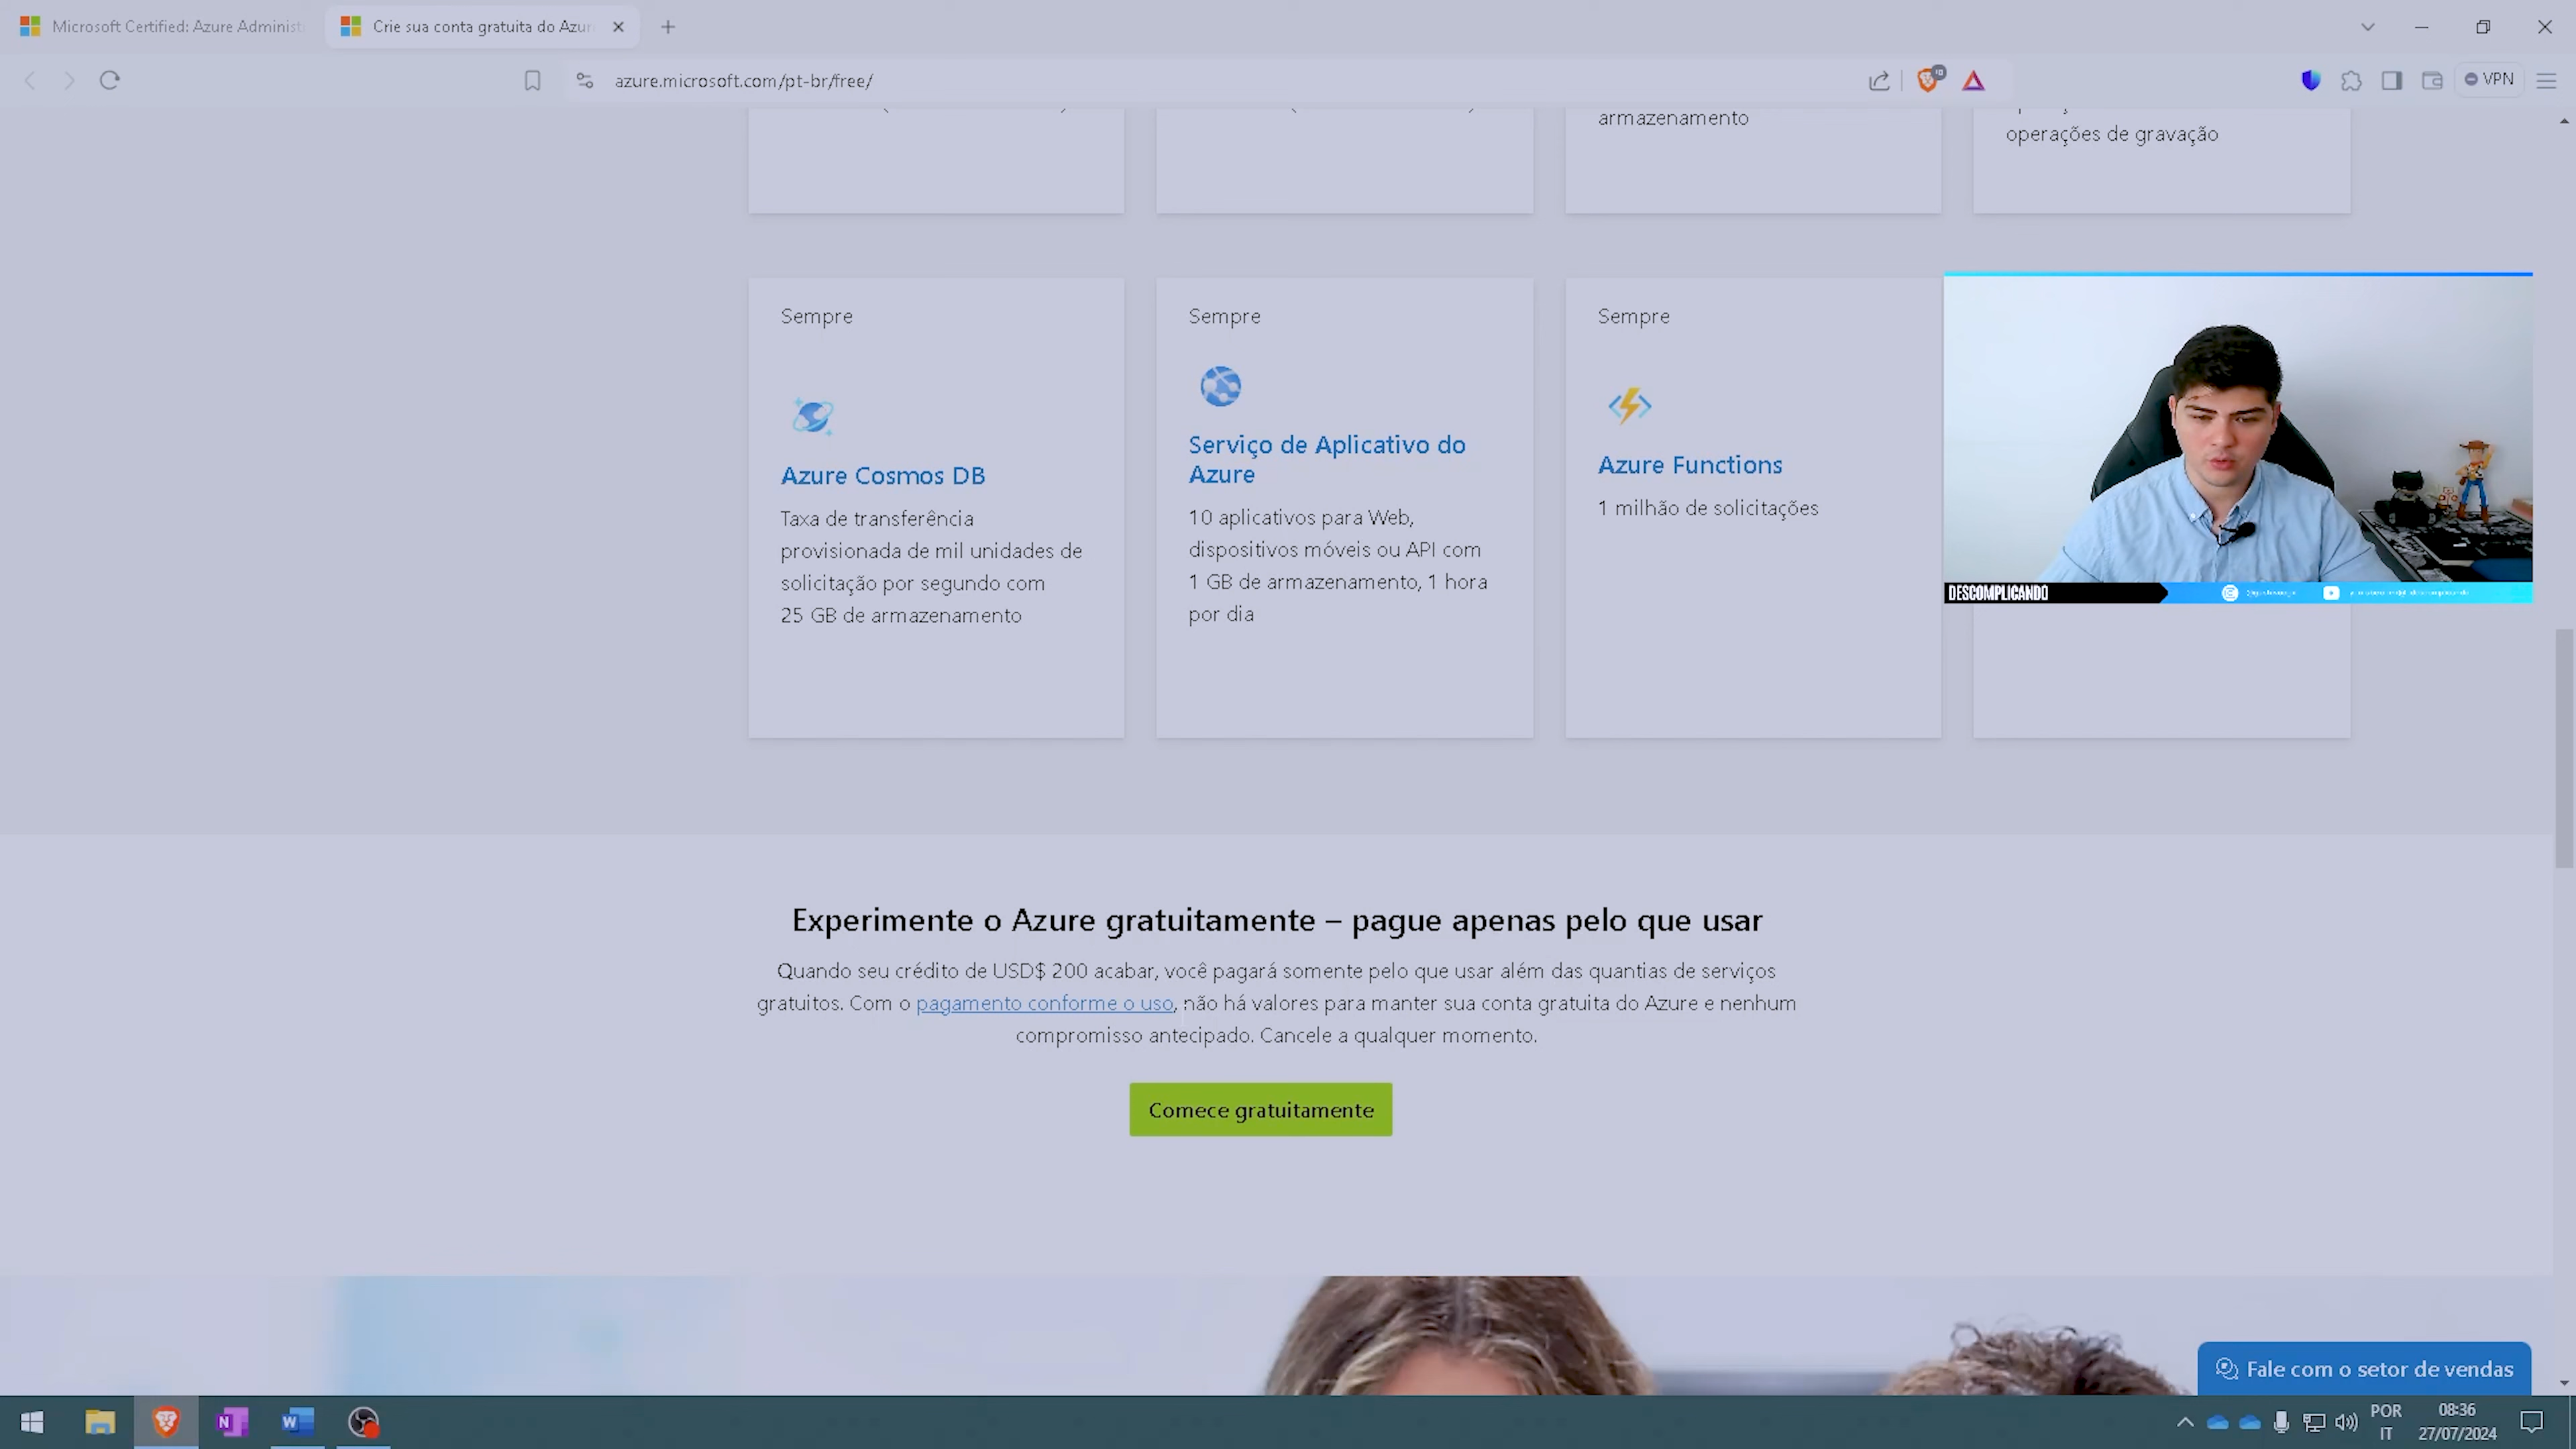 Microsoft Certified: Azure Administ
Crie sua conta gratuita do Azur
azure.microsoft.com/pt-br/free/
VPN
armazenamento
operações de gravação
Sempre
Azure Cosmos DB
Taxa de transferência
provisionada de mil unidades de
solicitação por segundo com
25 GB de armazenamento
Sempre
Serviço de Aplicativo do
Azure
10 aplicativos para Web,
dispositivos móveis ou API com
1 GB de armazenamento, 1 hora
por dia
Sempre
Azure Functions
1 milhão de solicitações
DESCOMPLICANDO
Experimente o Azure gratuitamente – pague apenas pelo que usar
Quando seu crédito de USD$ 200 acabar, você pagará somente pelo que usar além das quantias de serviços
gratuitos. Com o pagamento conforme o uso, não há valores para manter sua conta gratuita do Azure e nenhum
compromisso antecipado. Cancele a qualquer momento.
Comece gratuitamente
Fale com o setor de vendas
POR
IT
08:36
27/07/2024